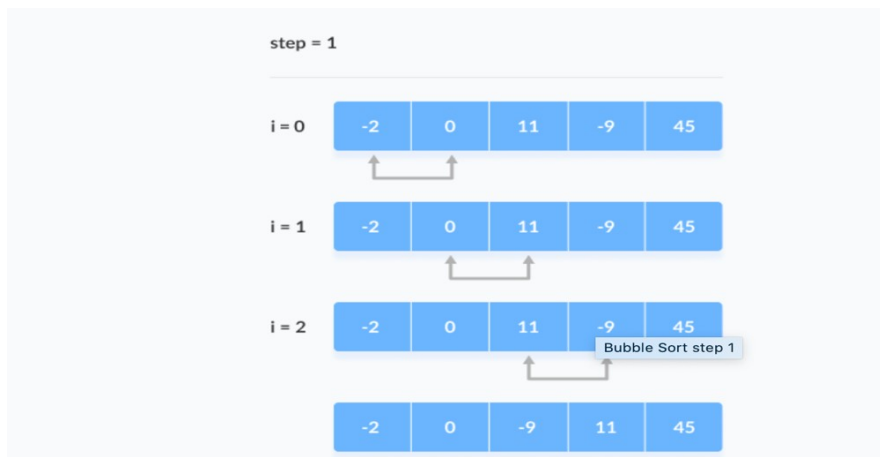 step = 1
i = 0 -2 0 11 -9 45
i = 1 -2 0 11 -9 45
i = 2 -2 0 11 -9 45
Bubble Sort step 1
-2 0 -9 11 45